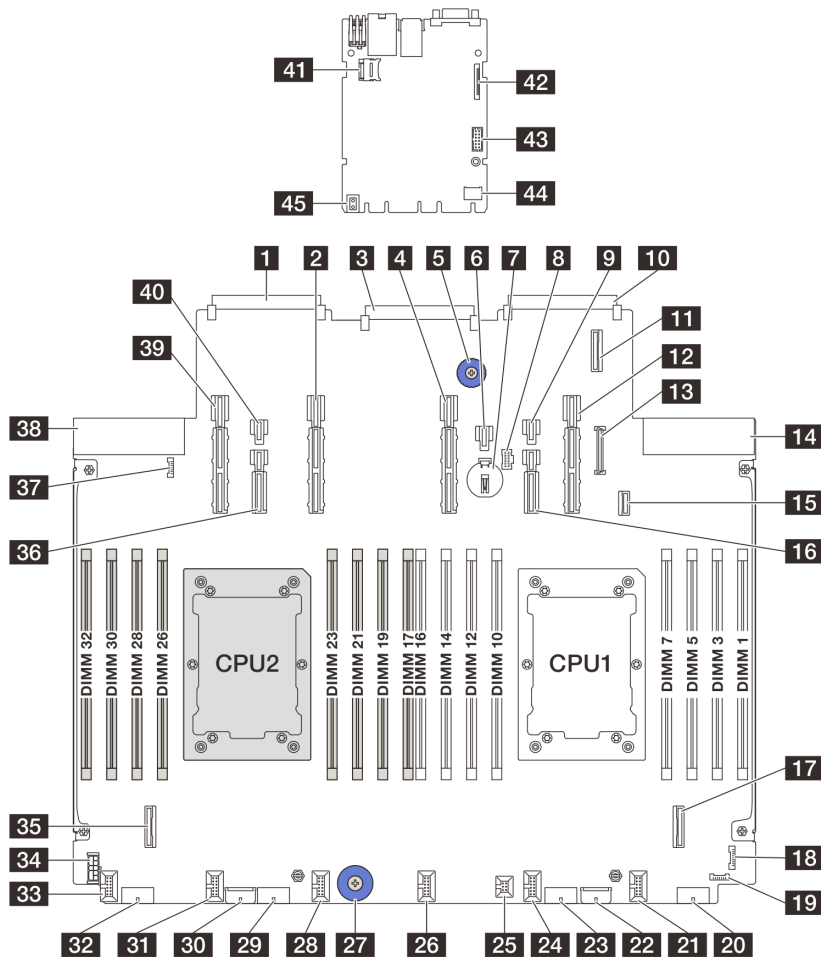 41
42
43
44
45
1
2
3
4
5
6
7
8
9
10
40
11
39
12
13
38
14
37
15
36
16
DIMM 32
DIMM 30
DIMM 28
DIMM 26
CPU2
DIMM 23
DIMM 21
DIMM 19
DIMM 17
DIMM 16
DIMM 14
DIMM 12
DIMM 10
CPU1
DIMM 7
DIMM 5
DIMM 3
DIMM 1
35
17
34
18
33
19
32
31
30
29
28
27
26
25
24
23
22
21
20